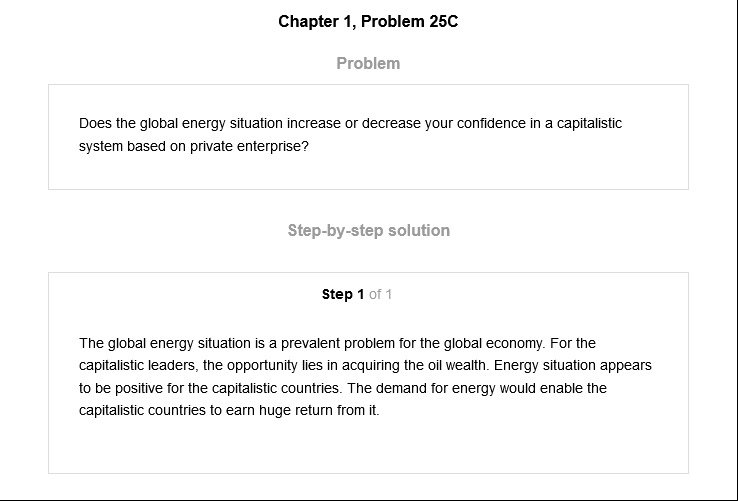 Chapter 1, Problem 25C
Problem
Does the global energy situation increase or decrease your confidence in a capitalistic
system based on private enterprise?
Step-by-step solution
Step 1 of 1
The global energy situation is a prevalent problem for the global economy. For the
capitalistic leaders, the opportunity lies in acquiring the oil wealth. Energy situation appears
to be positive for the capitalistic countries. The demand for energy would enable the
capitalistic countries to earn huge return from it.